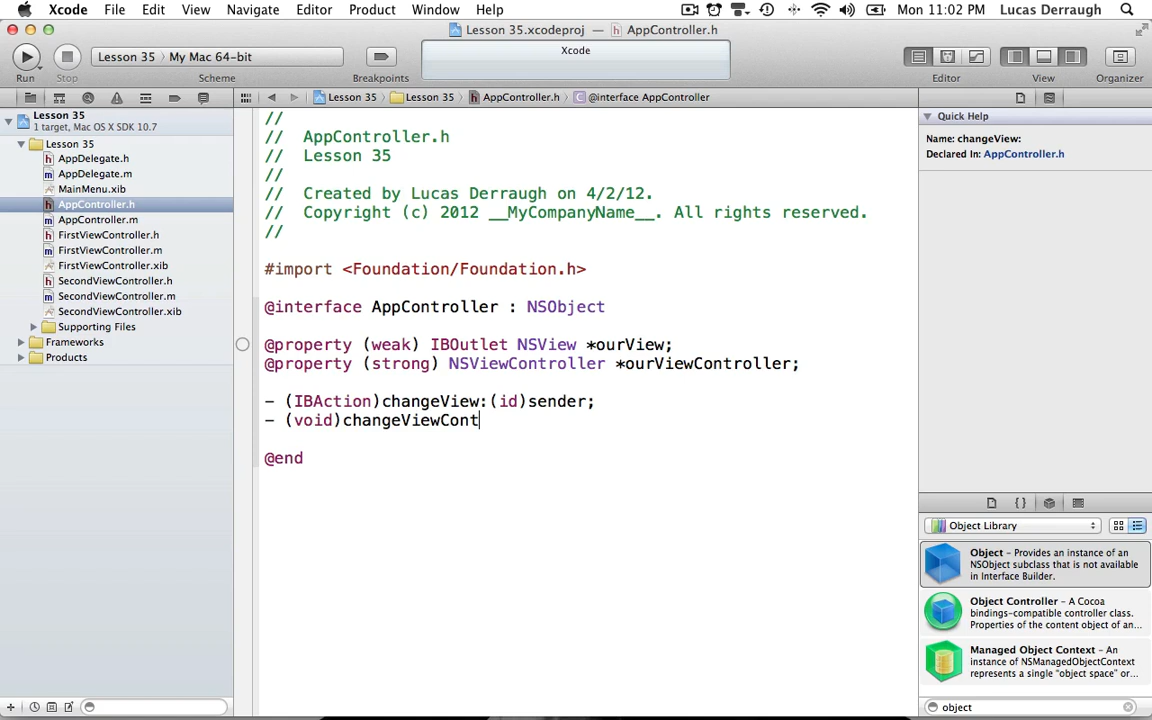 Xcode File Edit View Navigate Editor Product Window Help Mon 11:02 PM Lucas Derraugh
Lesson 35.xcodeproj — AppController.h
Lesson 35 My Mac 64-bit Xcode
Run Stop Scheme Breakpoints Editor View Organizer
Lesson 35 Lesson 35 AppController.h @interface AppController
Lesson 35
1 target, Mac OS X SDK 10.7
Lesson 35
AppDelegate.h
AppDelegate.m
MainMenu.xib
AppController.h
AppController.m
FirstViewController.h
FirstViewController.m
FirstViewController.xib
SecondViewController.h
SecondViewController.m
SecondViewController.xib
Supporting Files
Frameworks
Products
//
// AppController.h
// Lesson 35
//
// Created by Lucas Derraugh on 4/2/12.
// Copyright (c) 2012 __MyCompanyName__. All rights reserved.
//
#import <Foundation/Foundation.h>
@interface AppController : NSObject
@property (weak) IBOutlet NSView *ourView;
@property (strong) NSViewController *ourViewController;
- (IBAction)changeView:(id)sender;
- (void)changeViewCont
@end
Quick Help
Name: changeView:
Declared In: AppController.h
Object Library
Object – Provides an instance of an
NSObject subclass that is not available
in Interface Builder.
Object Controller – A Cocoa
bindings-compatible controller class.
Properties of the content object of an...
Managed Object Context – An
instance of NSManagedObjectContext
represents a single "object space" or...
object